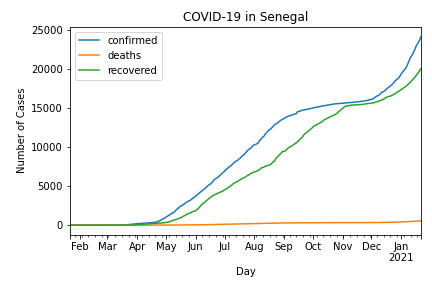 COVID-19 in Senegal
confirmed
deaths
recovered
Number of Cases
25000
20000
15000
10000
5000
0
Feb Mar Apr May Jun Jul Aug Sep Oct Nov Dec Jan
2021
Day